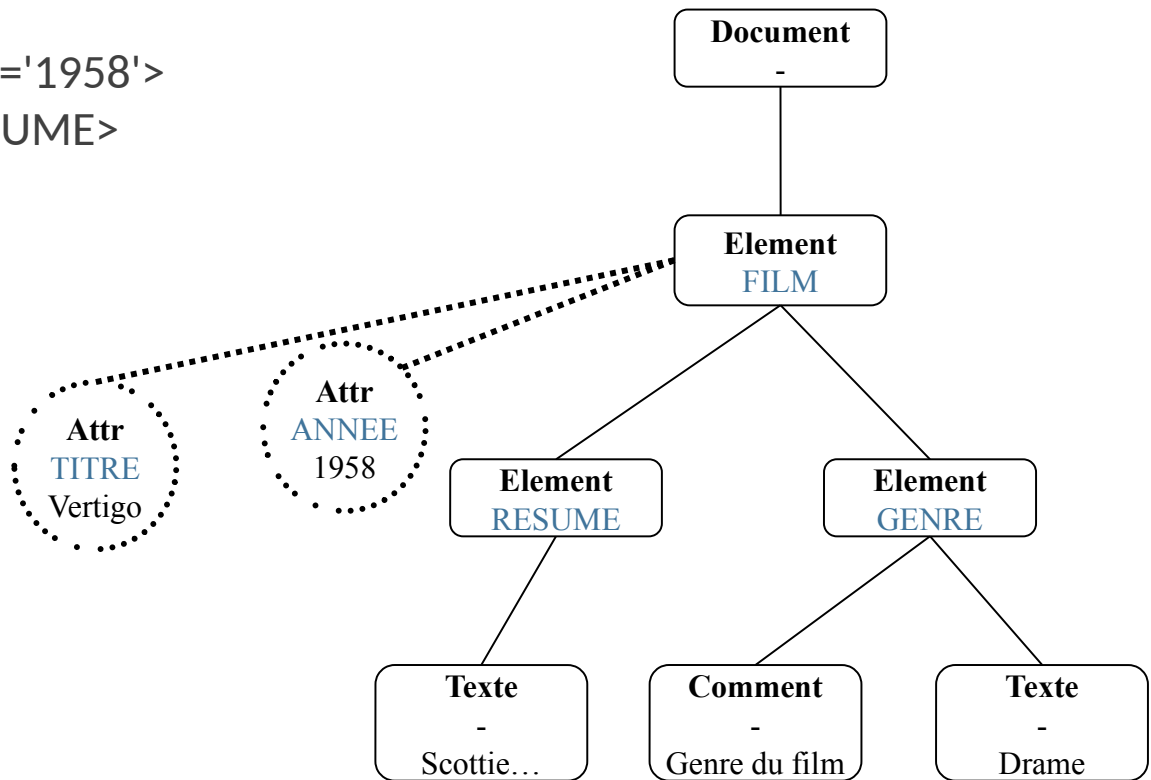 ='1958'>
UME>
Document
-
Element
FILM
Attr
TITRE
Vertigo
Attr
ANNEE
1958
Element
RESUME
Element
GENRE
Texte
-
Scottie…
Comment
-
Genre du film
Texte
-
Drame